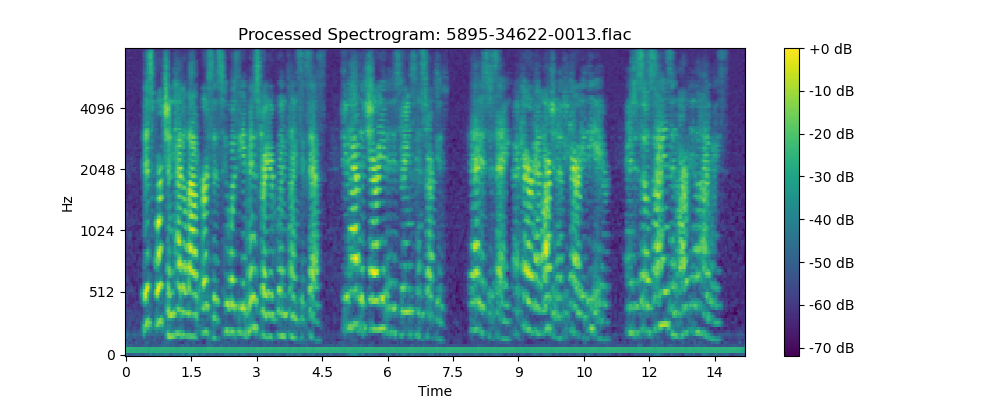 Processed Spectrogram: 5895-34622-0013.flac
Hz
4096
2048
1024
512
0
0 1.5 3 4.5 6 7.5 9 10 12 14
Time
+0 dB
-10 dB
-20 dB
-30 dB
-40 dB
-50 dB
-60 dB
-70 dB